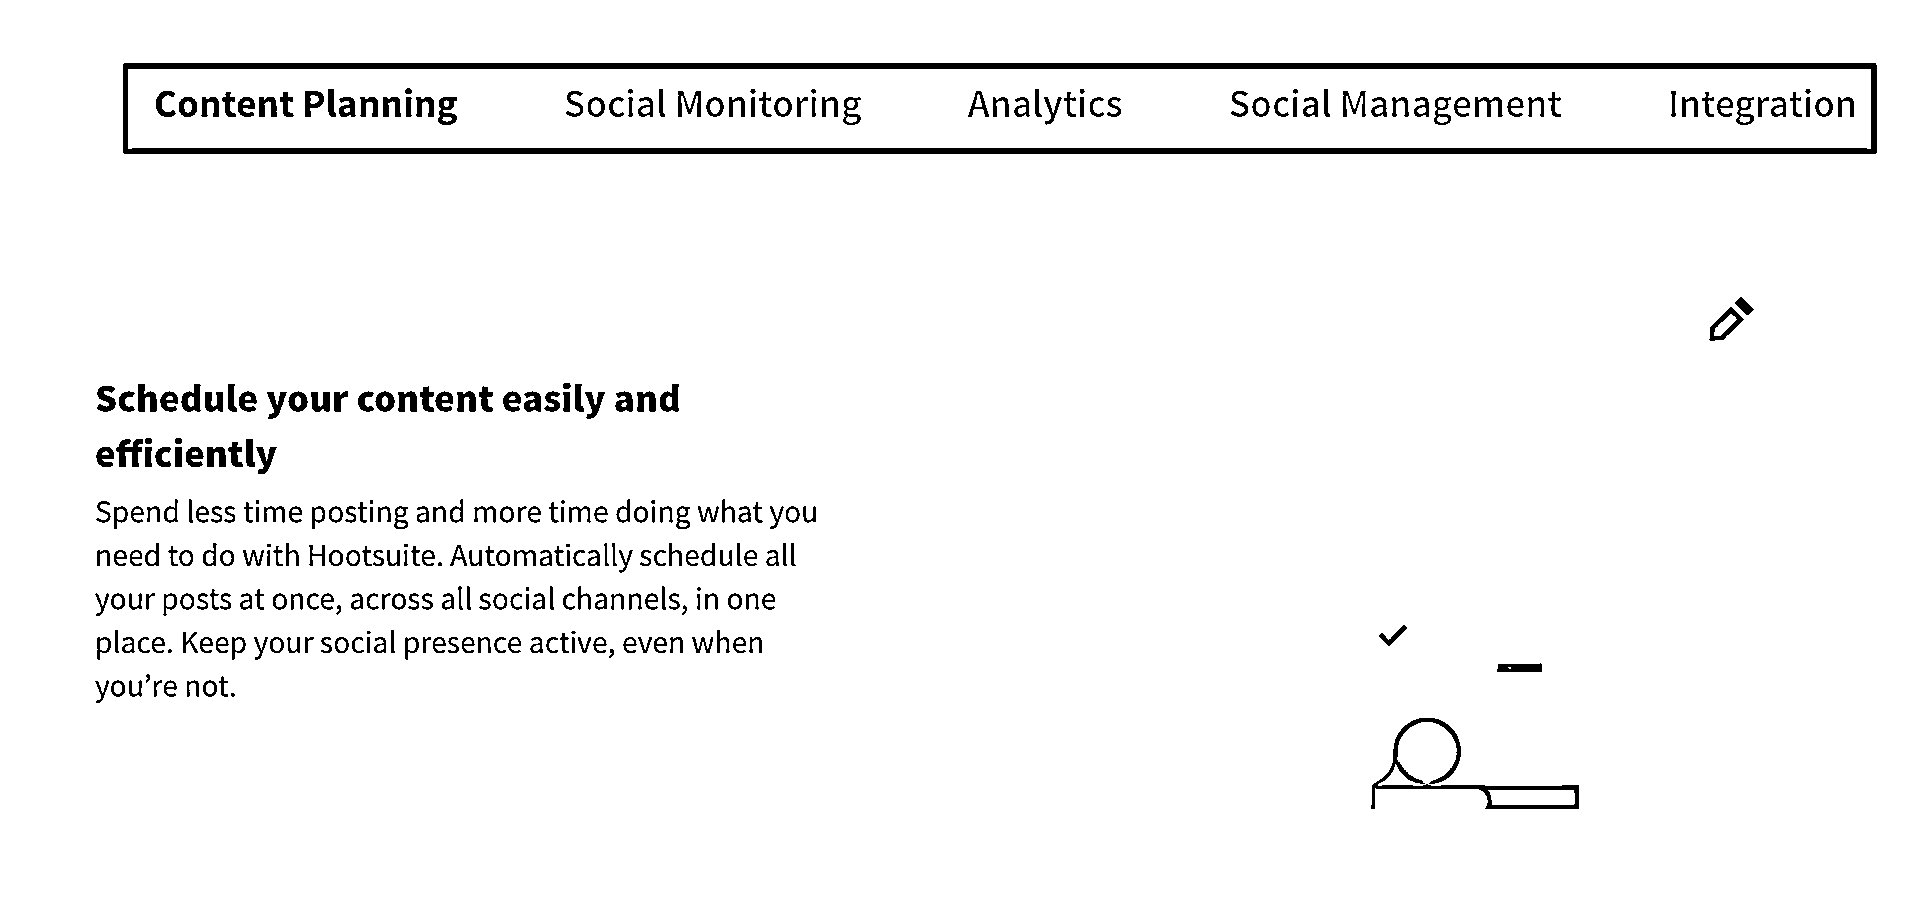 Content Planning Social Monitoring Analytics Social Management Integration
Schedule your content easily and
efficiently
Spend less time posting and more time doing what you
need to do with Hootsuite. Automatically schedule all
your posts at once, across all social channels, in one
place. Keep your social presence active, even when
you’re not.